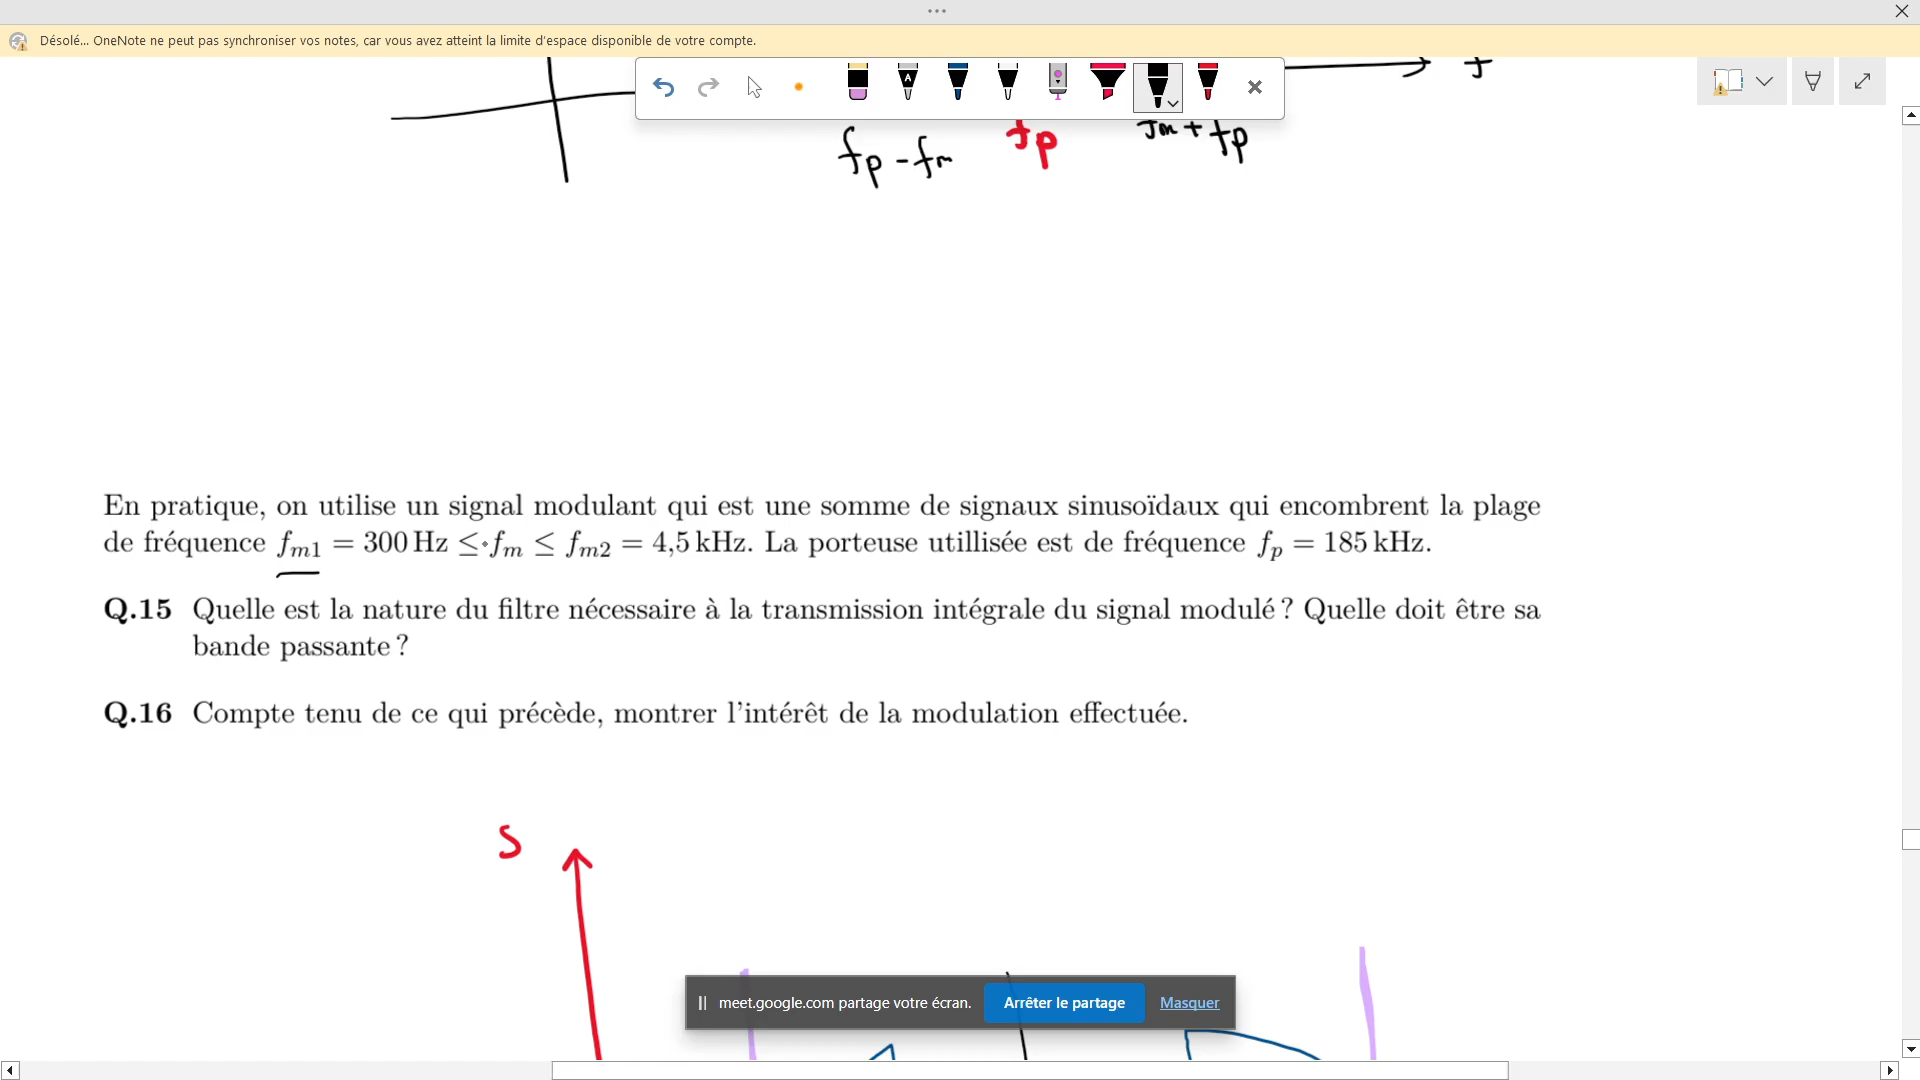 Désolé... OneNote ne peut pas synchroniser vos notes, car vous avez atteint la limite d'espace disponible de votre compte.
A
f
fp - fm
fp
fm + fp
En pratique, on utilise un signal modulant qui est une somme de signaux sinusoïdaux qui encombrent la plage
de fréquence fm1 = 300 Hz ≤ fm ≤ fm2 = 4,5 kHz. La porteuse utillisée est de fréquence fp = 185 kHz.
Q.15 Quelle est la nature du filtre nécessaire à la transmission intégrale du signal modulé ? Quelle doit être sa
bande passante ?
Q.16 Compte tenu de ce qui précède, montrer l'intérêt de la modulation effectuée.
S
meet.google.com partage votre écran. Arrêter le partage Masquer